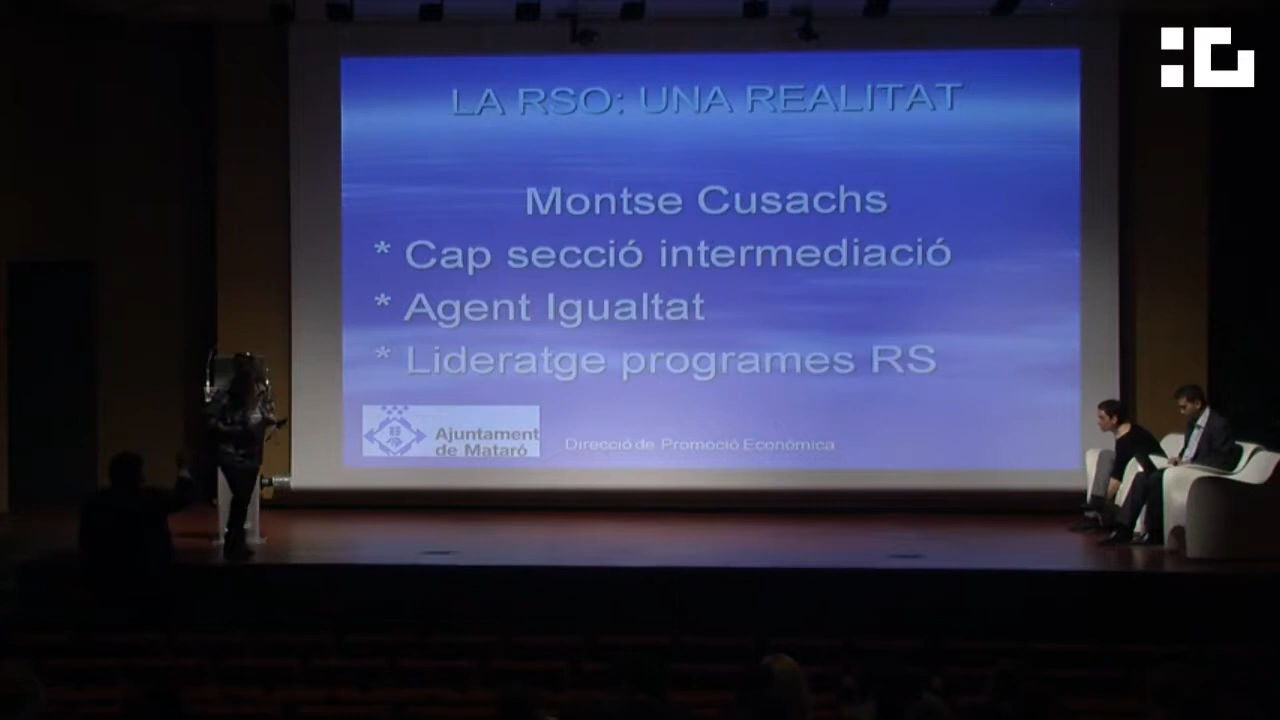 LA RSO: UNA REALITAT
Montse Cusachs
* Cap secció intermediació
* Agent Igualtat
* Lideratge programes RS
Ajuntament
de Mataró
Direcció de Promoció Econòmica